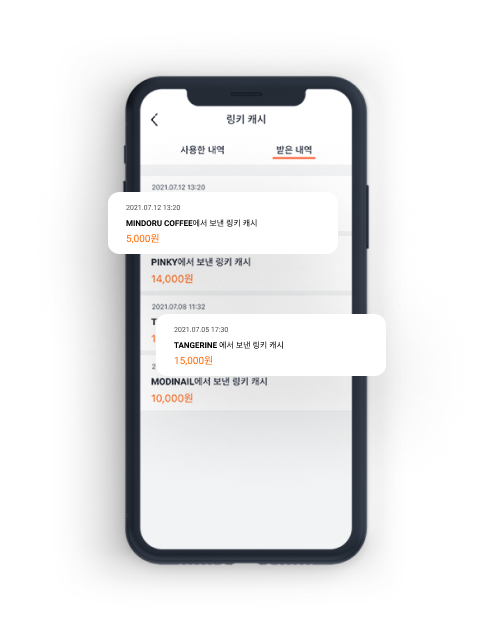 링키 캐시
사용한 내역
받은 내역
2021.07.12 13:20
2021.07.12 13:20
MINDORU COFFEE에서 보낸 링키 캐시
5,000원
PINKY에서 보낸 링키 캐시
14,000원
2021.07.08 11:32
2021.07.05 17:30
TANGERINE 에서 보낸 링키 캐시
15,000원
MODINAIL에서 보낸 링키 캐시
10,000원